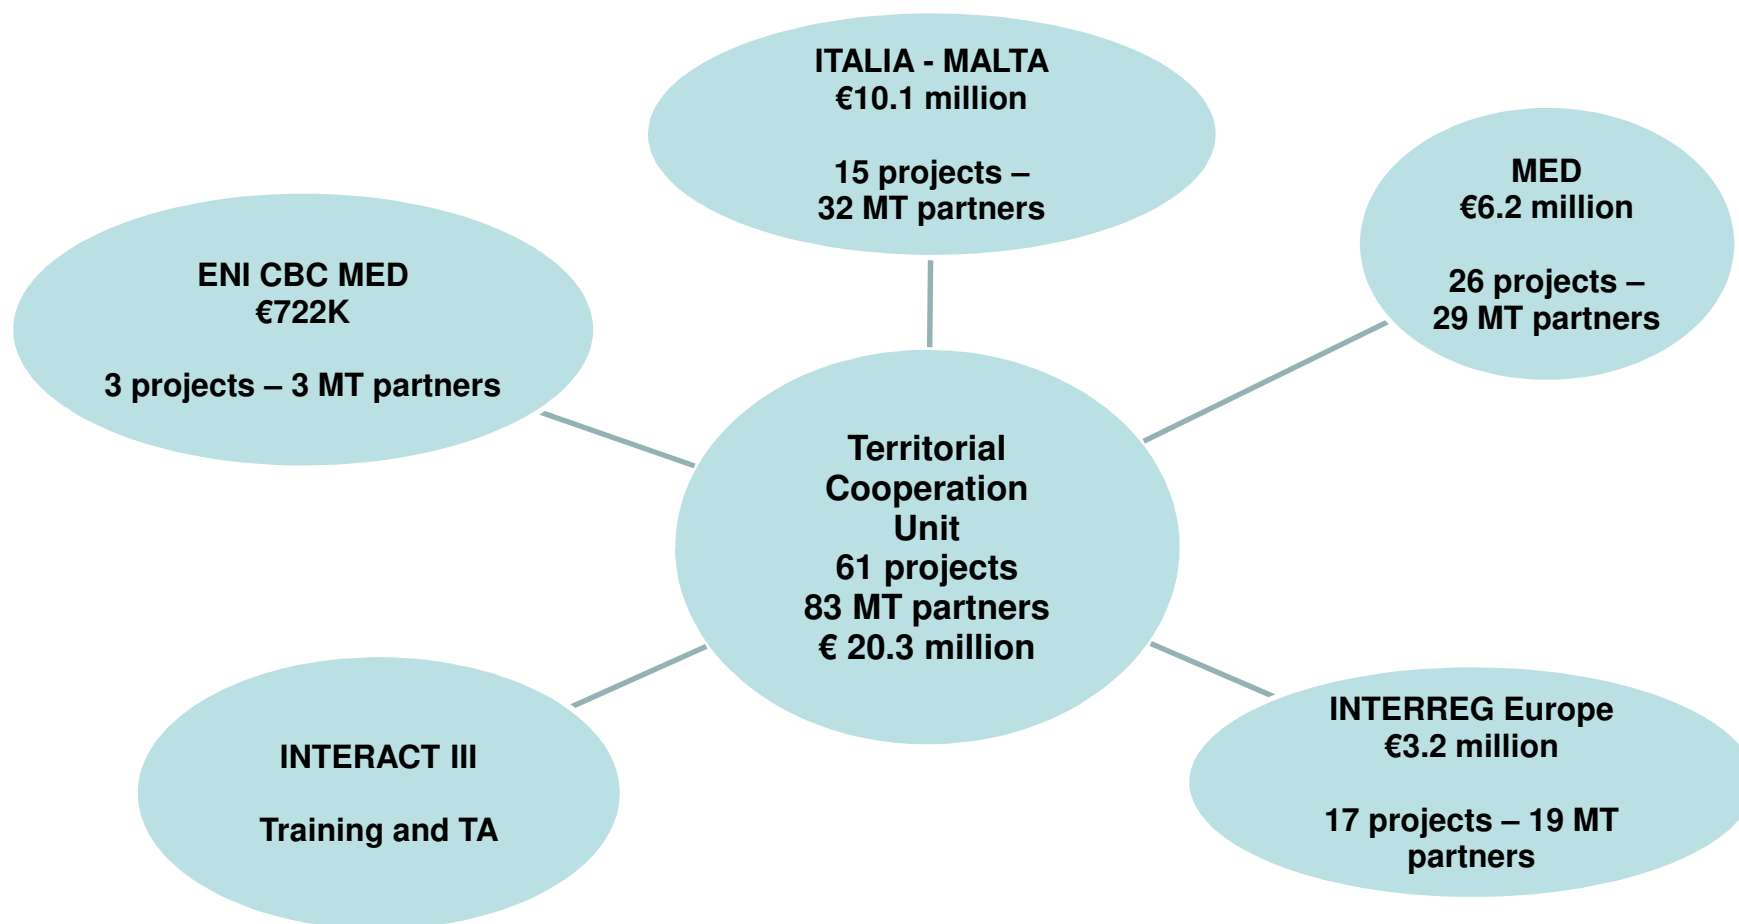 ITALIA - MALTA
€10.1 million
15 projects –
32 MT partners
MED
€6.2 million
26 projects –
29 MT partners
ENI CBC MED
€722K
3 projects – 3 MT partners
Territorial
Cooperation
Unit
61 projects
83 MT partners
€ 20.3 million
INTERACT III
Training and TA
INTERREG Europe
€3.2 million
17 projects – 19 MT
partners